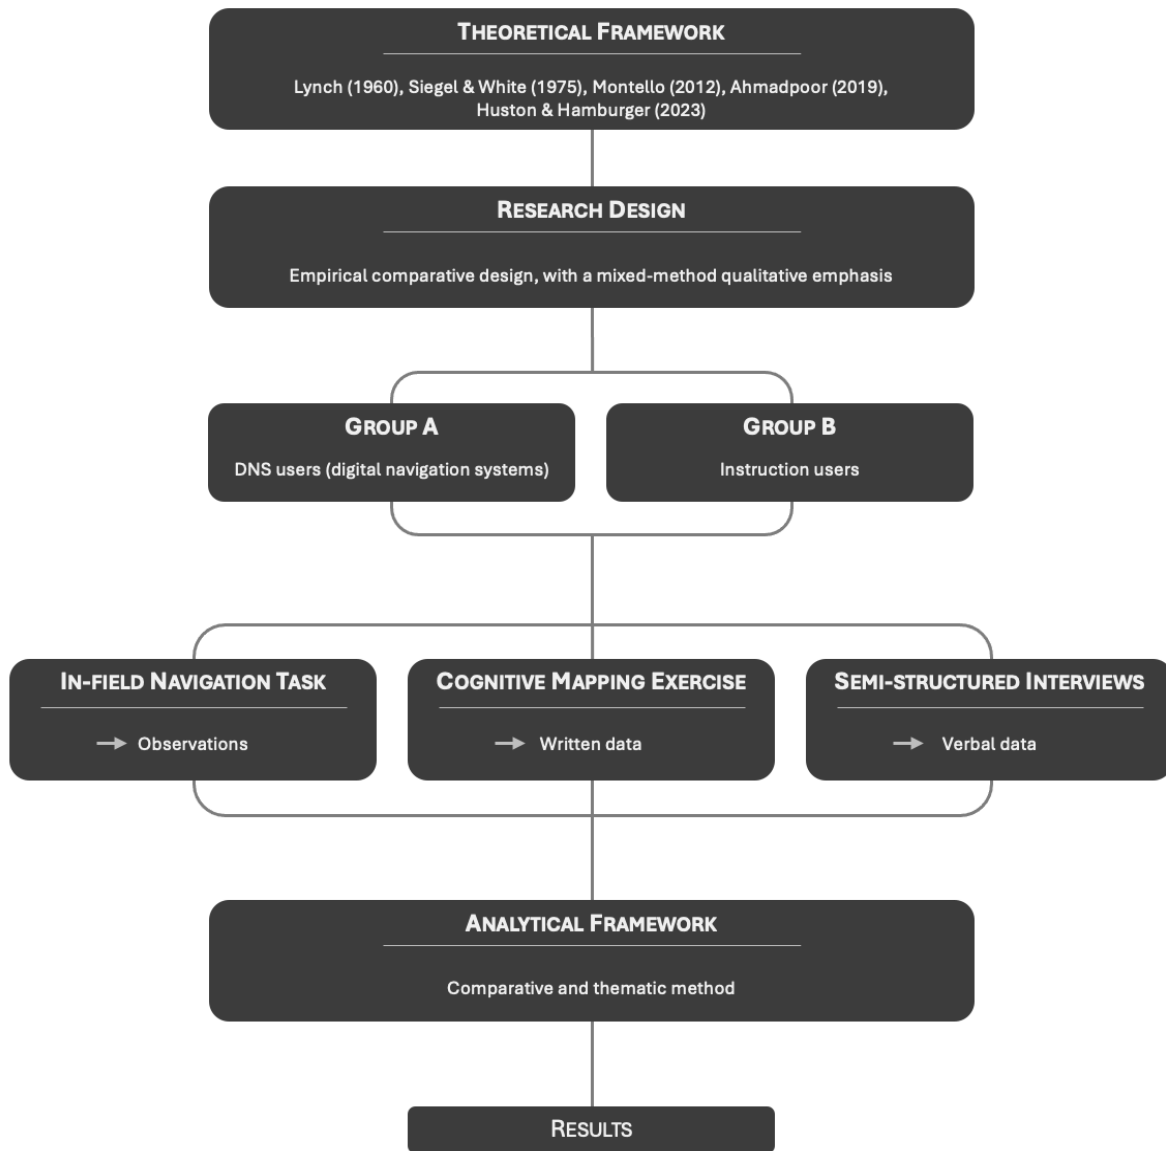 THEORETICAL FRAMEWORK
Lynch (1960), Siegel & White (1975), Montello (2012), Ahmadpoor (2019),
Huston & Hamburger (2023)
RESEARCH DESIGN
Empirical comparative design, with a mixed-method qualitative emphasis
GROUP A
DNS users (digital navigation systems)
GROUP B
Instruction users
IN-FIELD NAVIGATION TASK
→ Observations
COGNITIVE MAPPING EXERCISE
→ Written data
SEMI-STRUCTURED INTERVIEWS
→ Verbal data
ANALYTICAL FRAMEWORK
Comparative and thematic method
RESULTS